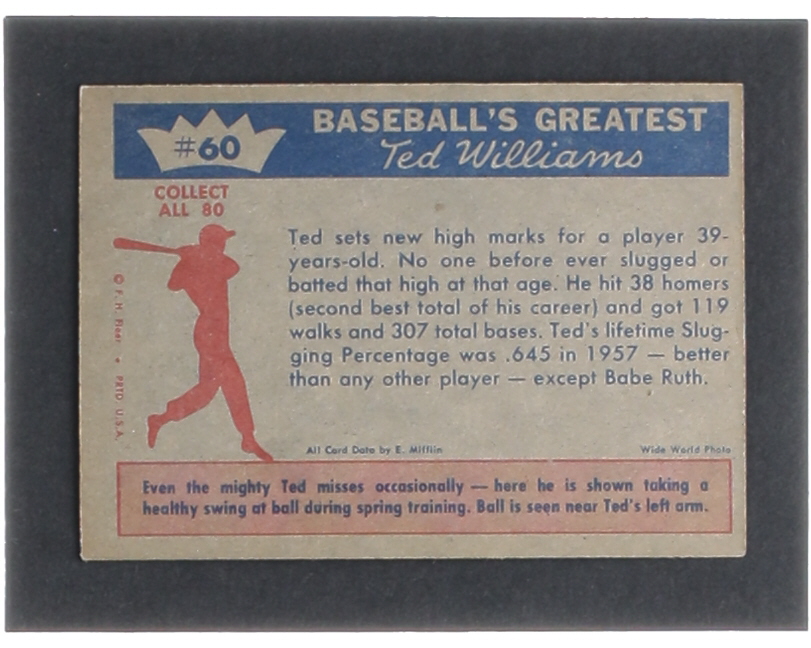 #60
BASEBALL'S GREATEST
Ted Williams
COLLECT
ALL 80
Ted sets new high marks for a player 39-
years-old. No one before ever slugged or
batted that high at that age. He hit 38 homers
(second best total of his career) and got 119
walks and 307 total bases. Ted's lifetime Slug-
ging Percentage was .645 in 1957 — better
than any other player — except Babe Ruth.
© F. H. Fleer • PRTD U.S.A.
All Card Data by E. Mifflin
Wide World Photo
Even the mighty Ted misses occasionally — here he is shown taking a
healthy swing at ball during spring training. Ball is seen near Ted's left arm.